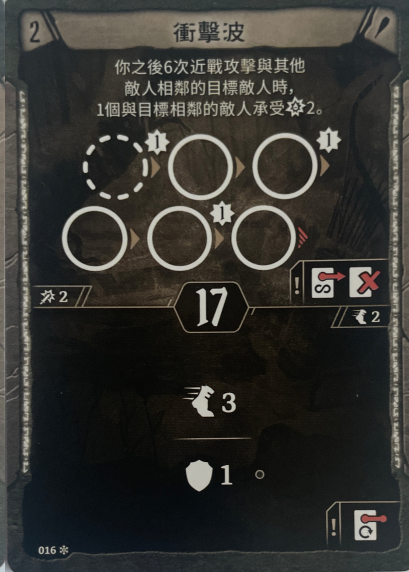 2 衝擊波
你之後6次近戰攻擊與其他
敵人相鄰的目標敵人時，
1個與目標相鄰的敵人承受2。
1 1
1
! S
2 17 2
3
1
!
016